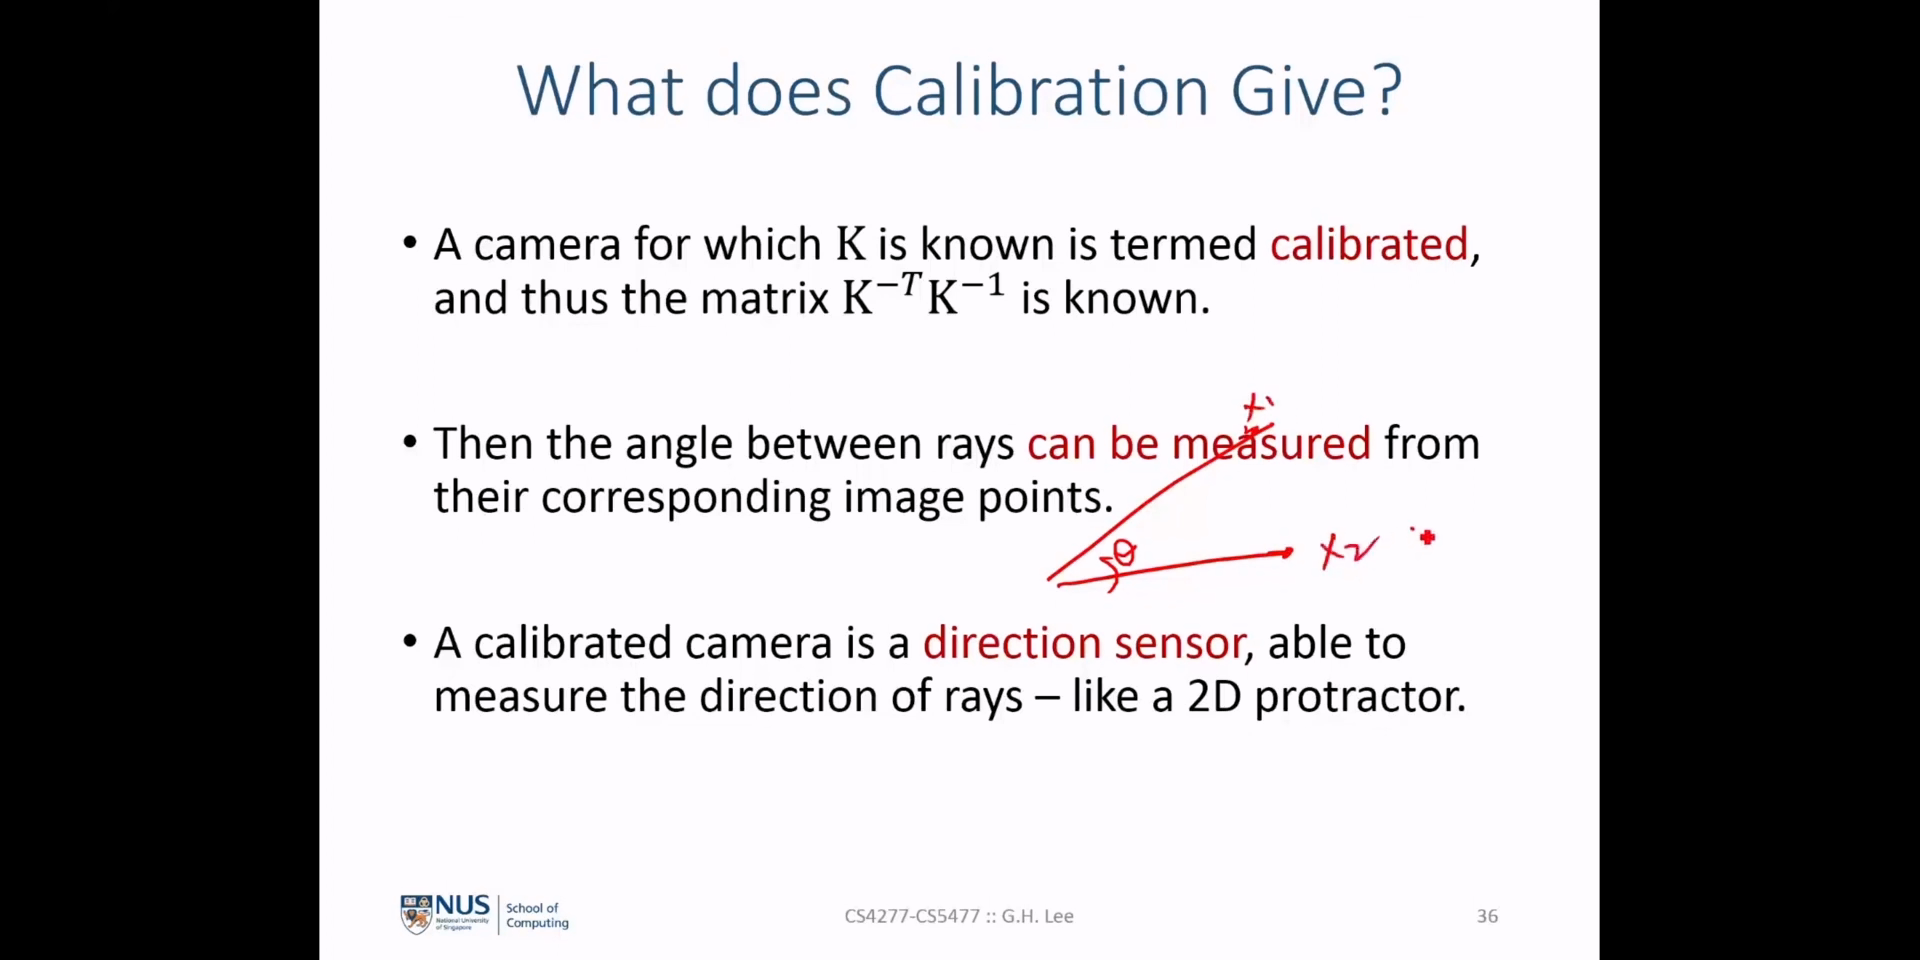 What does Calibration Give?
• A camera for which K is known is termed calibrated,
and thus the matrix K⁻ᵀK⁻¹ is known.
• Then the angle between rays can be measured from
their corresponding image points.
θ
x2
• A calibrated camera is a direction sensor, able to
measure the direction of rays – like a 2D protractor.
NUS
National University
of Singapore
School of
Computing
CS4277-CS5477 :: G.H. Lee
36